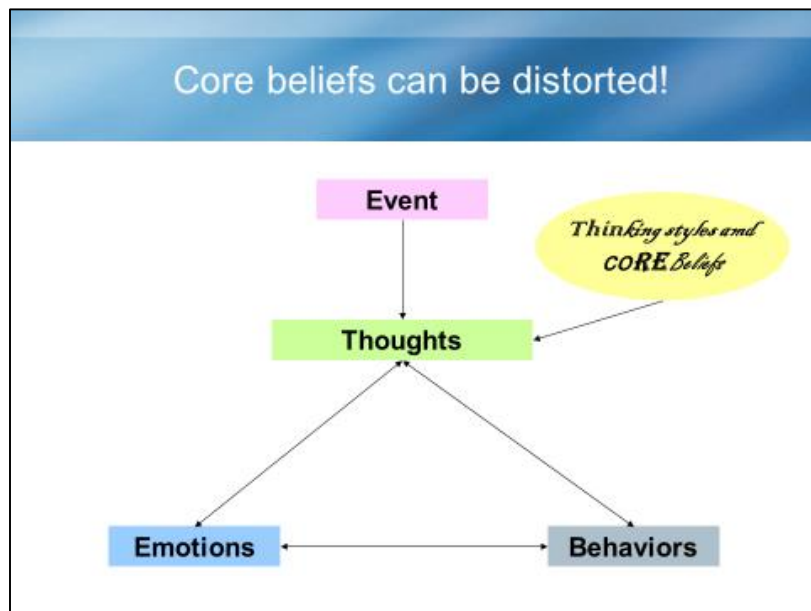 Core beliefs can be distorted!
Event
Thinking styles amd
CORE Beliefs
Thoughts
Emotions
Behaviors